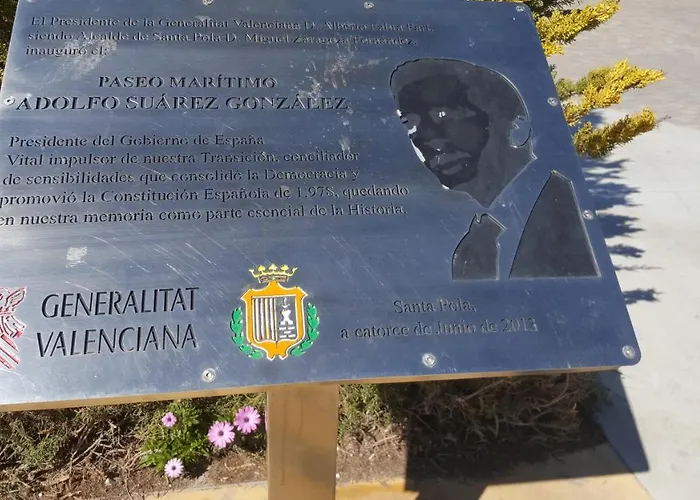 El Presidente de la Generalitat Valenciana D. Alberto Fabra Part,
siendo Alcalde de Santa Pola D. Miguel Zaragoza Fernández,
inauguró el:
PASEO MARÍTIMO
ADOLFO SUÁREZ GONZÁLEZ
Presidente del Gobierno de España
Vital impulsor de nuestra Transición, conciliador
de sensibilidades que consolidó la Democracia y
promovió la Constitución Española de 1.978, quedando
en nuestra memoria como parte esencial de la Historia.
GENERALITAT
VALENCIANA
Santa Pola,
a catorce de Junio de 2013